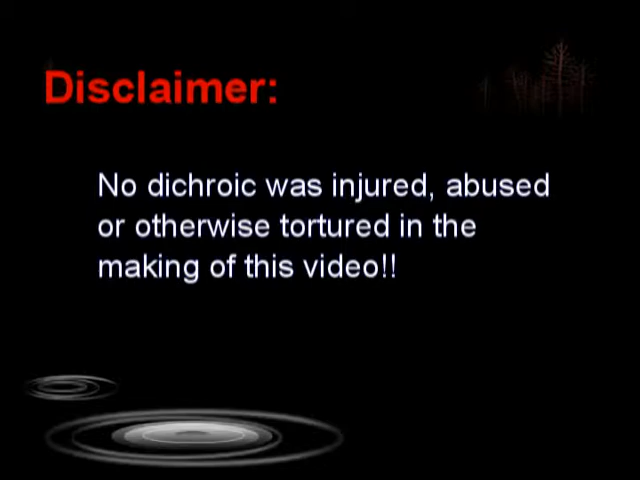 Disclaimer:
No dichroic was injured, abused
or otherwise tortured in the
making of this video!!